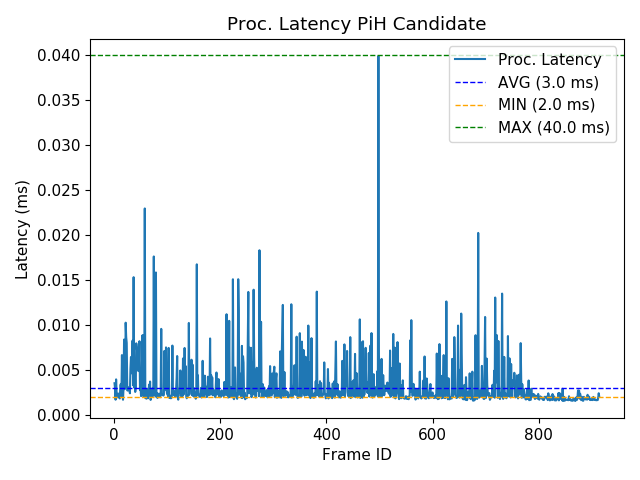 Proc. Latency PiH Candidate
Latency (ms)
0.040
0.035
0.030
0.025
0.020
0.015
0.010
0.005
0.000
Proc. Latency
AVG (3.0 ms)
MIN (2.0 ms)
MAX (40.0 ms)
0 200 400 600 800
Frame ID